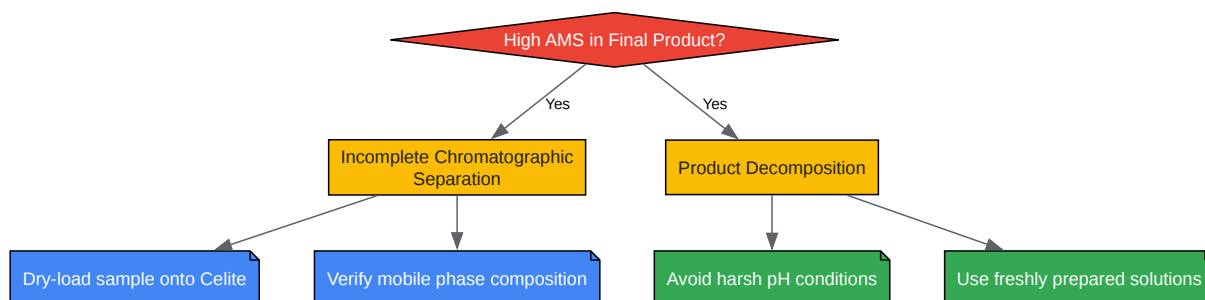 High AMS in Final Product?
Yes
Yes
Incomplete Chromatographic
Separation
Product Decomposition
Dry-load sample onto Celite
Verify mobile phase composition
Avoid harsh pH conditions
Use freshly prepared solutions